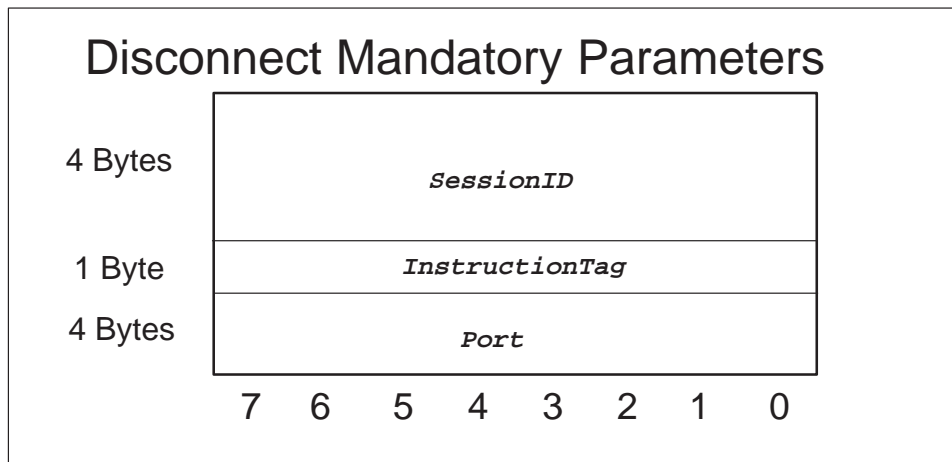 Disconnect Mandatory Parameters
4 Bytes
SessionID
1 Byte
InstructionTag
4 Bytes
Port
7 6 5 4 3 2 1 0